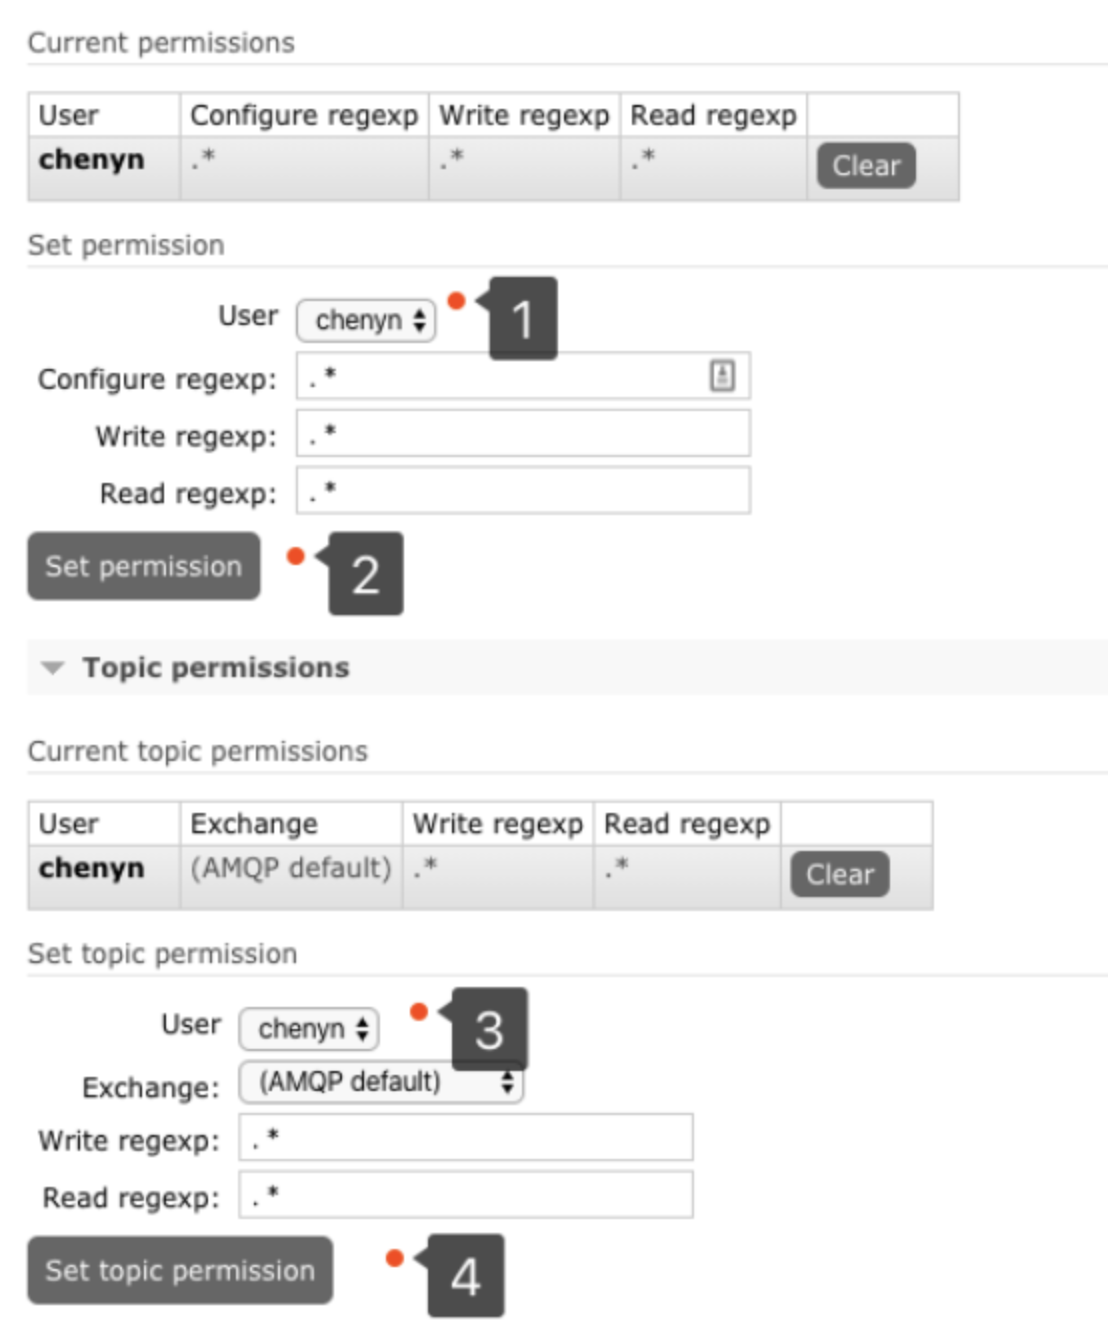 Current permissions
User Configure regexp Write regexp Read regexp
chenyn .* .* .* Clear
Set permission
User chenyn 1
Configure regexp: .*
Write regexp: .*
Read regexp: .*
Set permission 2
Topic permissions
Current topic permissions
User Exchange Write regexp Read regexp
chenyn (AMQP default) .* .* Clear
Set topic permission
User chenyn 3
Exchange: (AMQP default)
Write regexp: .*
Read regexp: .*
Set topic permission 4